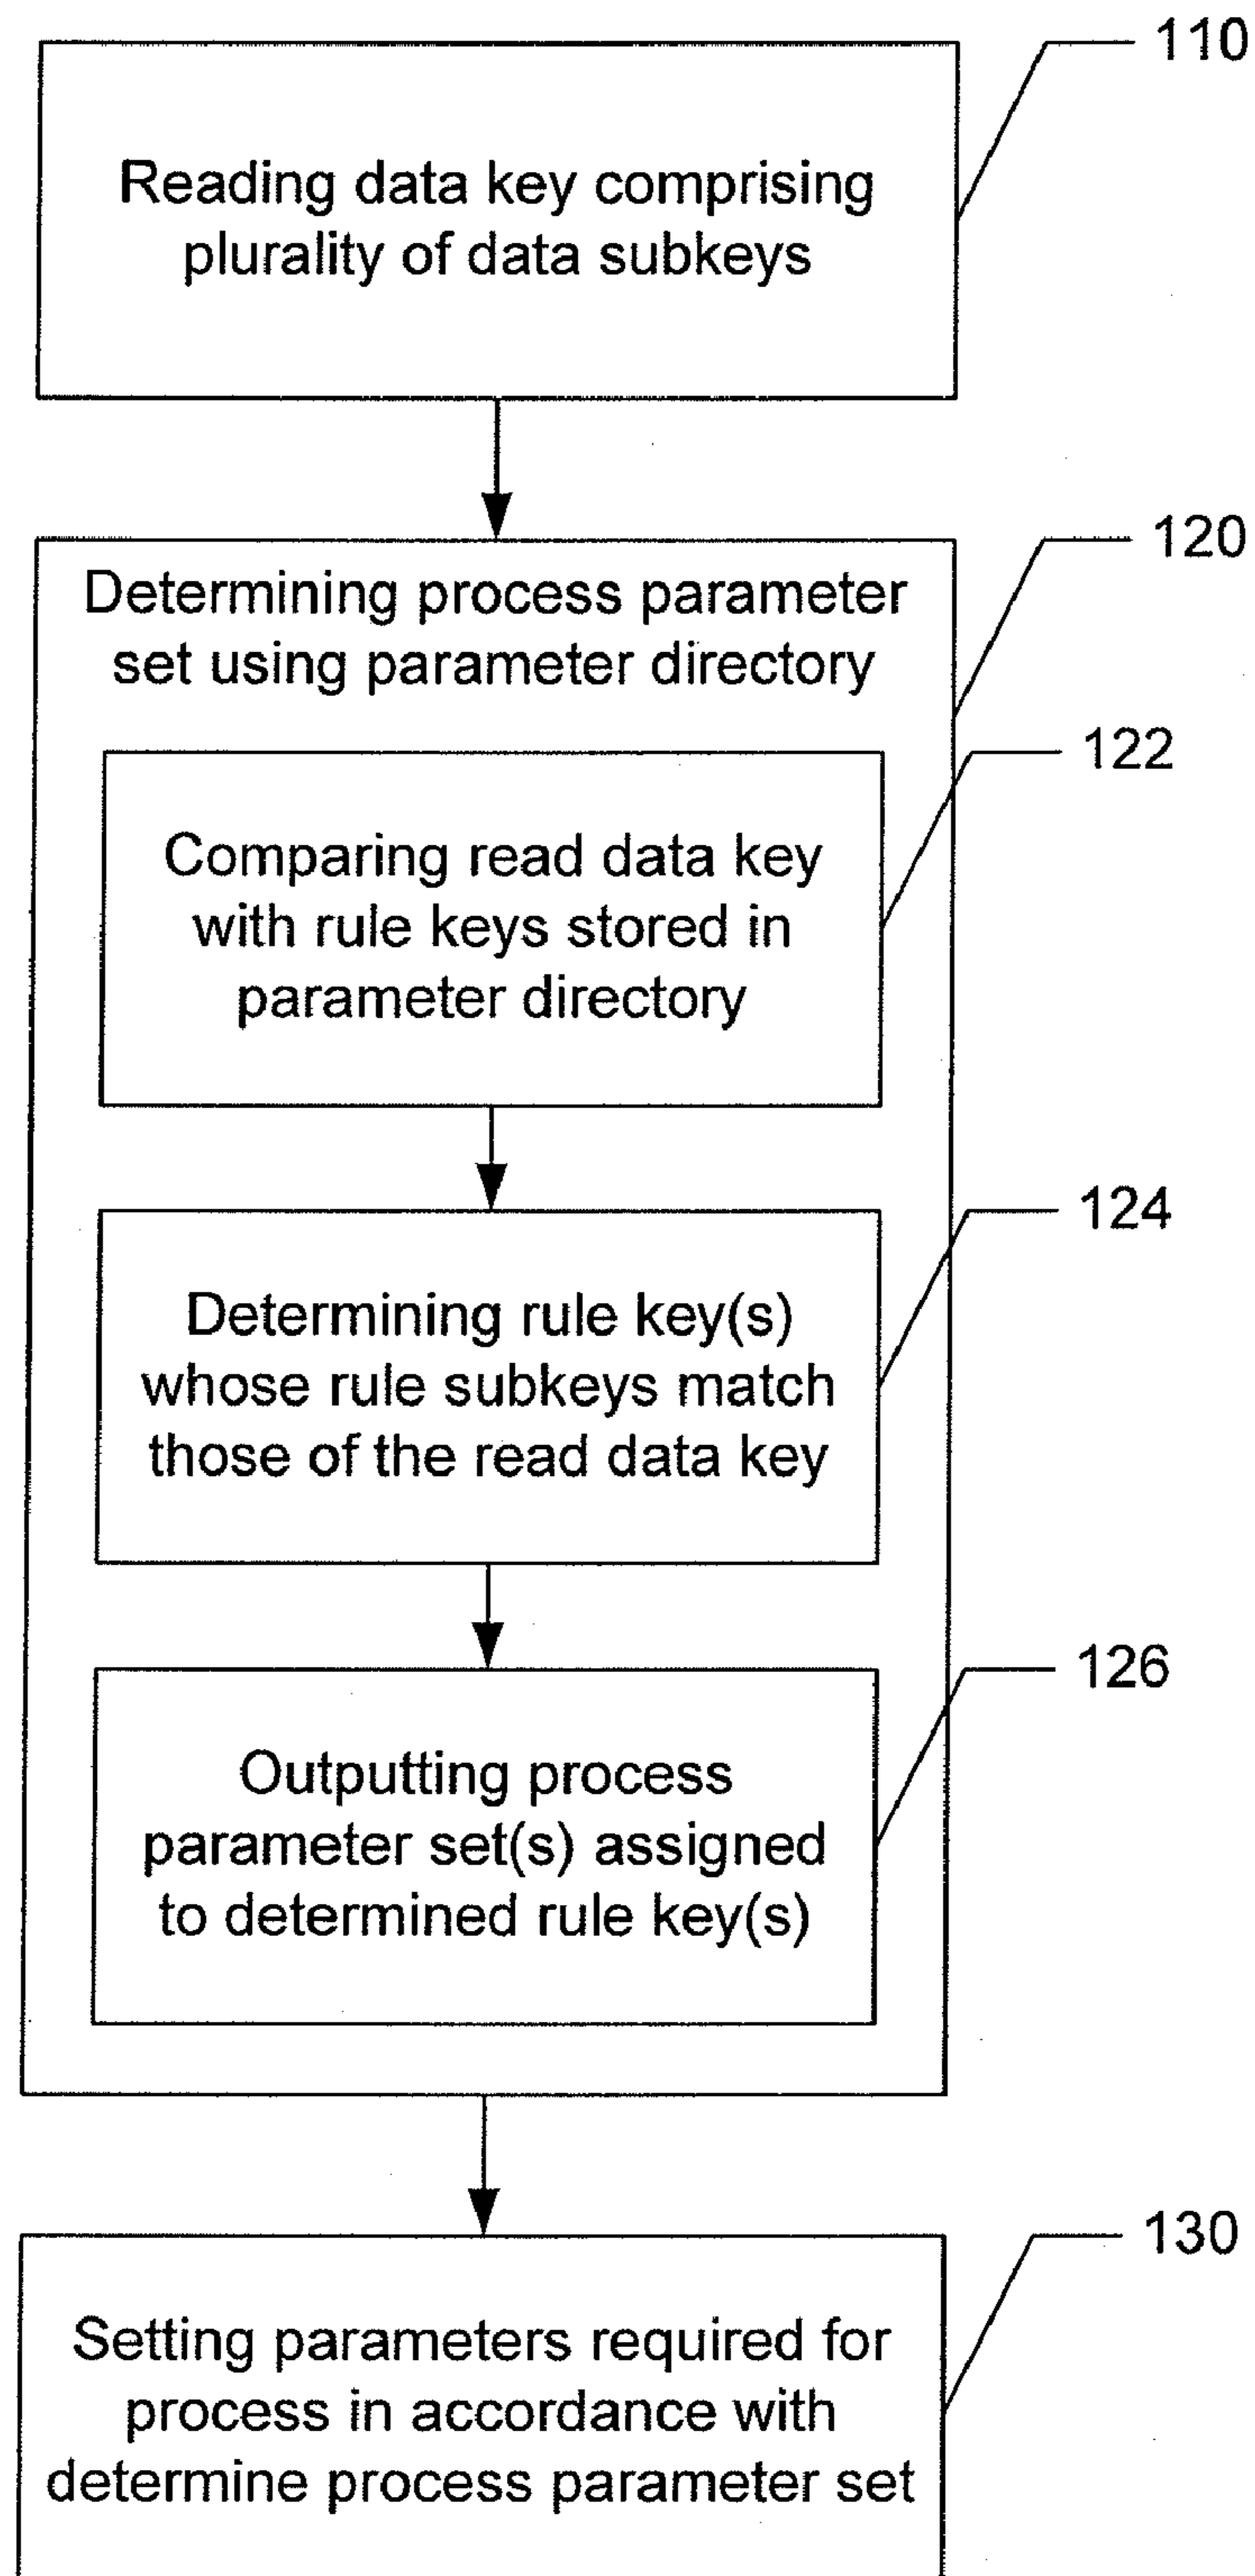 110
Reading data key comprising
plurality of data subkeys
120
Determining process parameter
set using parameter directory
122
Comparing read data key
with rule keys stored in
parameter directory
124
Determining rule key(s)
whose rule subkeys match
those of the read data key
126
Outputting process
parameter set(s) assigned
to determined rule key(s)
130
Setting parameters required for
process in accordance with
determine process parameter set